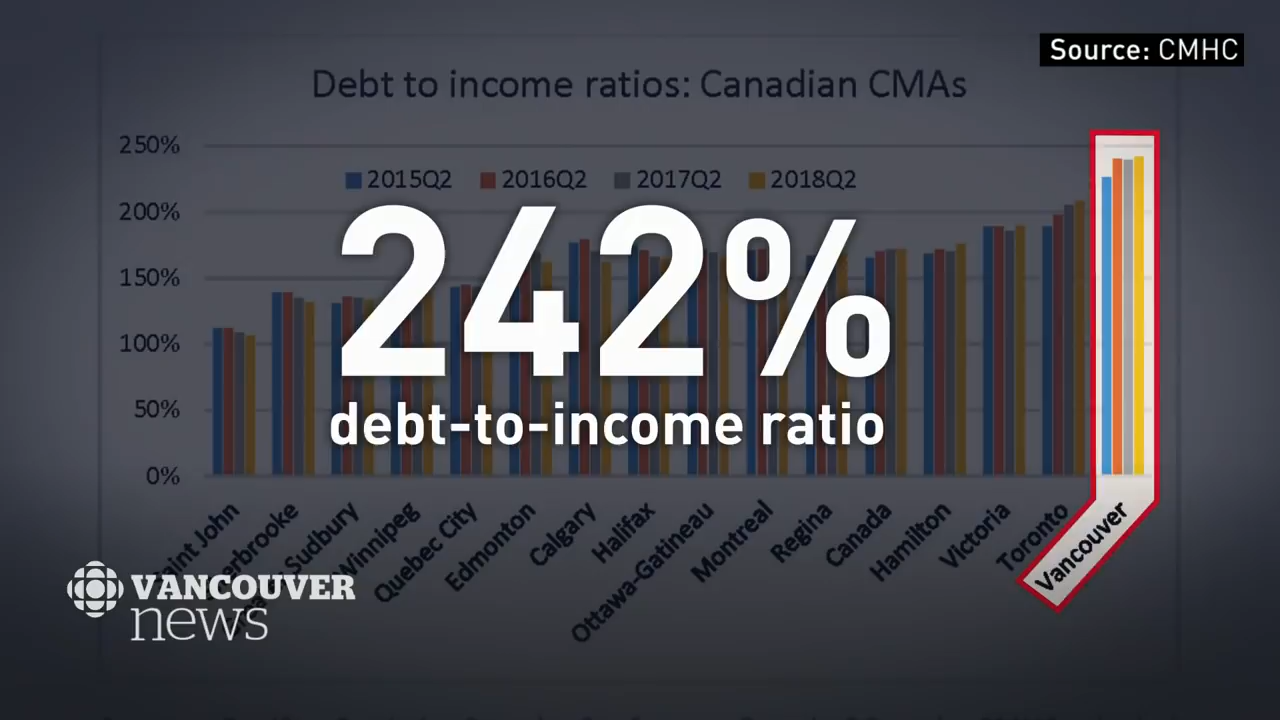 Source: CMHC
Debt to income ratios: Canadian CMAs
250%
2015Q2 2016Q2 2017Q2 2018Q2
200%
150%
100%
50%
0%
242%
debt-to-income ratio
Saint John
Sudbury
Winnipeg
Quebec City
Edmonton
Calgary
Halifax
Ottawa-Gatineau
Montreal
Regina
Canada
Hamilton
Victoria
Toronto
Vancouver
VANCOUVER
news